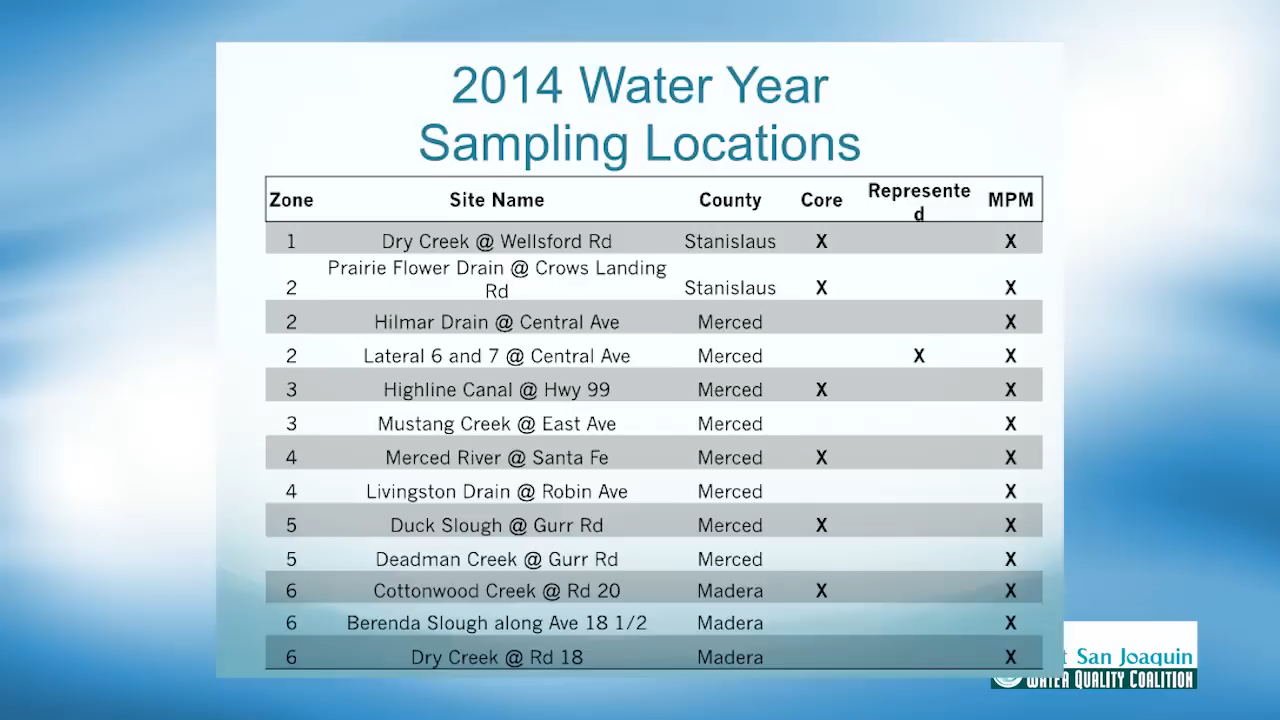 2014 Water Year
Sampling Locations
Zone Site Name County Core Represente
d MPM
1 Dry Creek @ Wellsford Rd Stanislaus X X
Prairie Flower Drain @ Crows Landing
2 Rd Stanislaus X X
2 Hilmar Drain @ Central Ave Merced X
2 Lateral 6 and 7 @ Central Ave Merced X X
3 Highline Canal @ Hwy 99 Merced X X
3 Mustang Creek @ East Ave Merced X
4 Merced River @ Santa Fe Merced X X
4 Livingston Drain @ Robin Ave Merced X
5 Duck Slough @ Gurr Rd Merced X X
5 Deadman Creek @ Gurr Rd Merced X
6 Cottonwood Creek @ Rd 20 Madera X X
6 Berenda Slough along Ave 18 1/2 Madera X
6 Dry Creek @ Rd 18 Madera X
t San Joaquin
WATER QUALITY COALITION